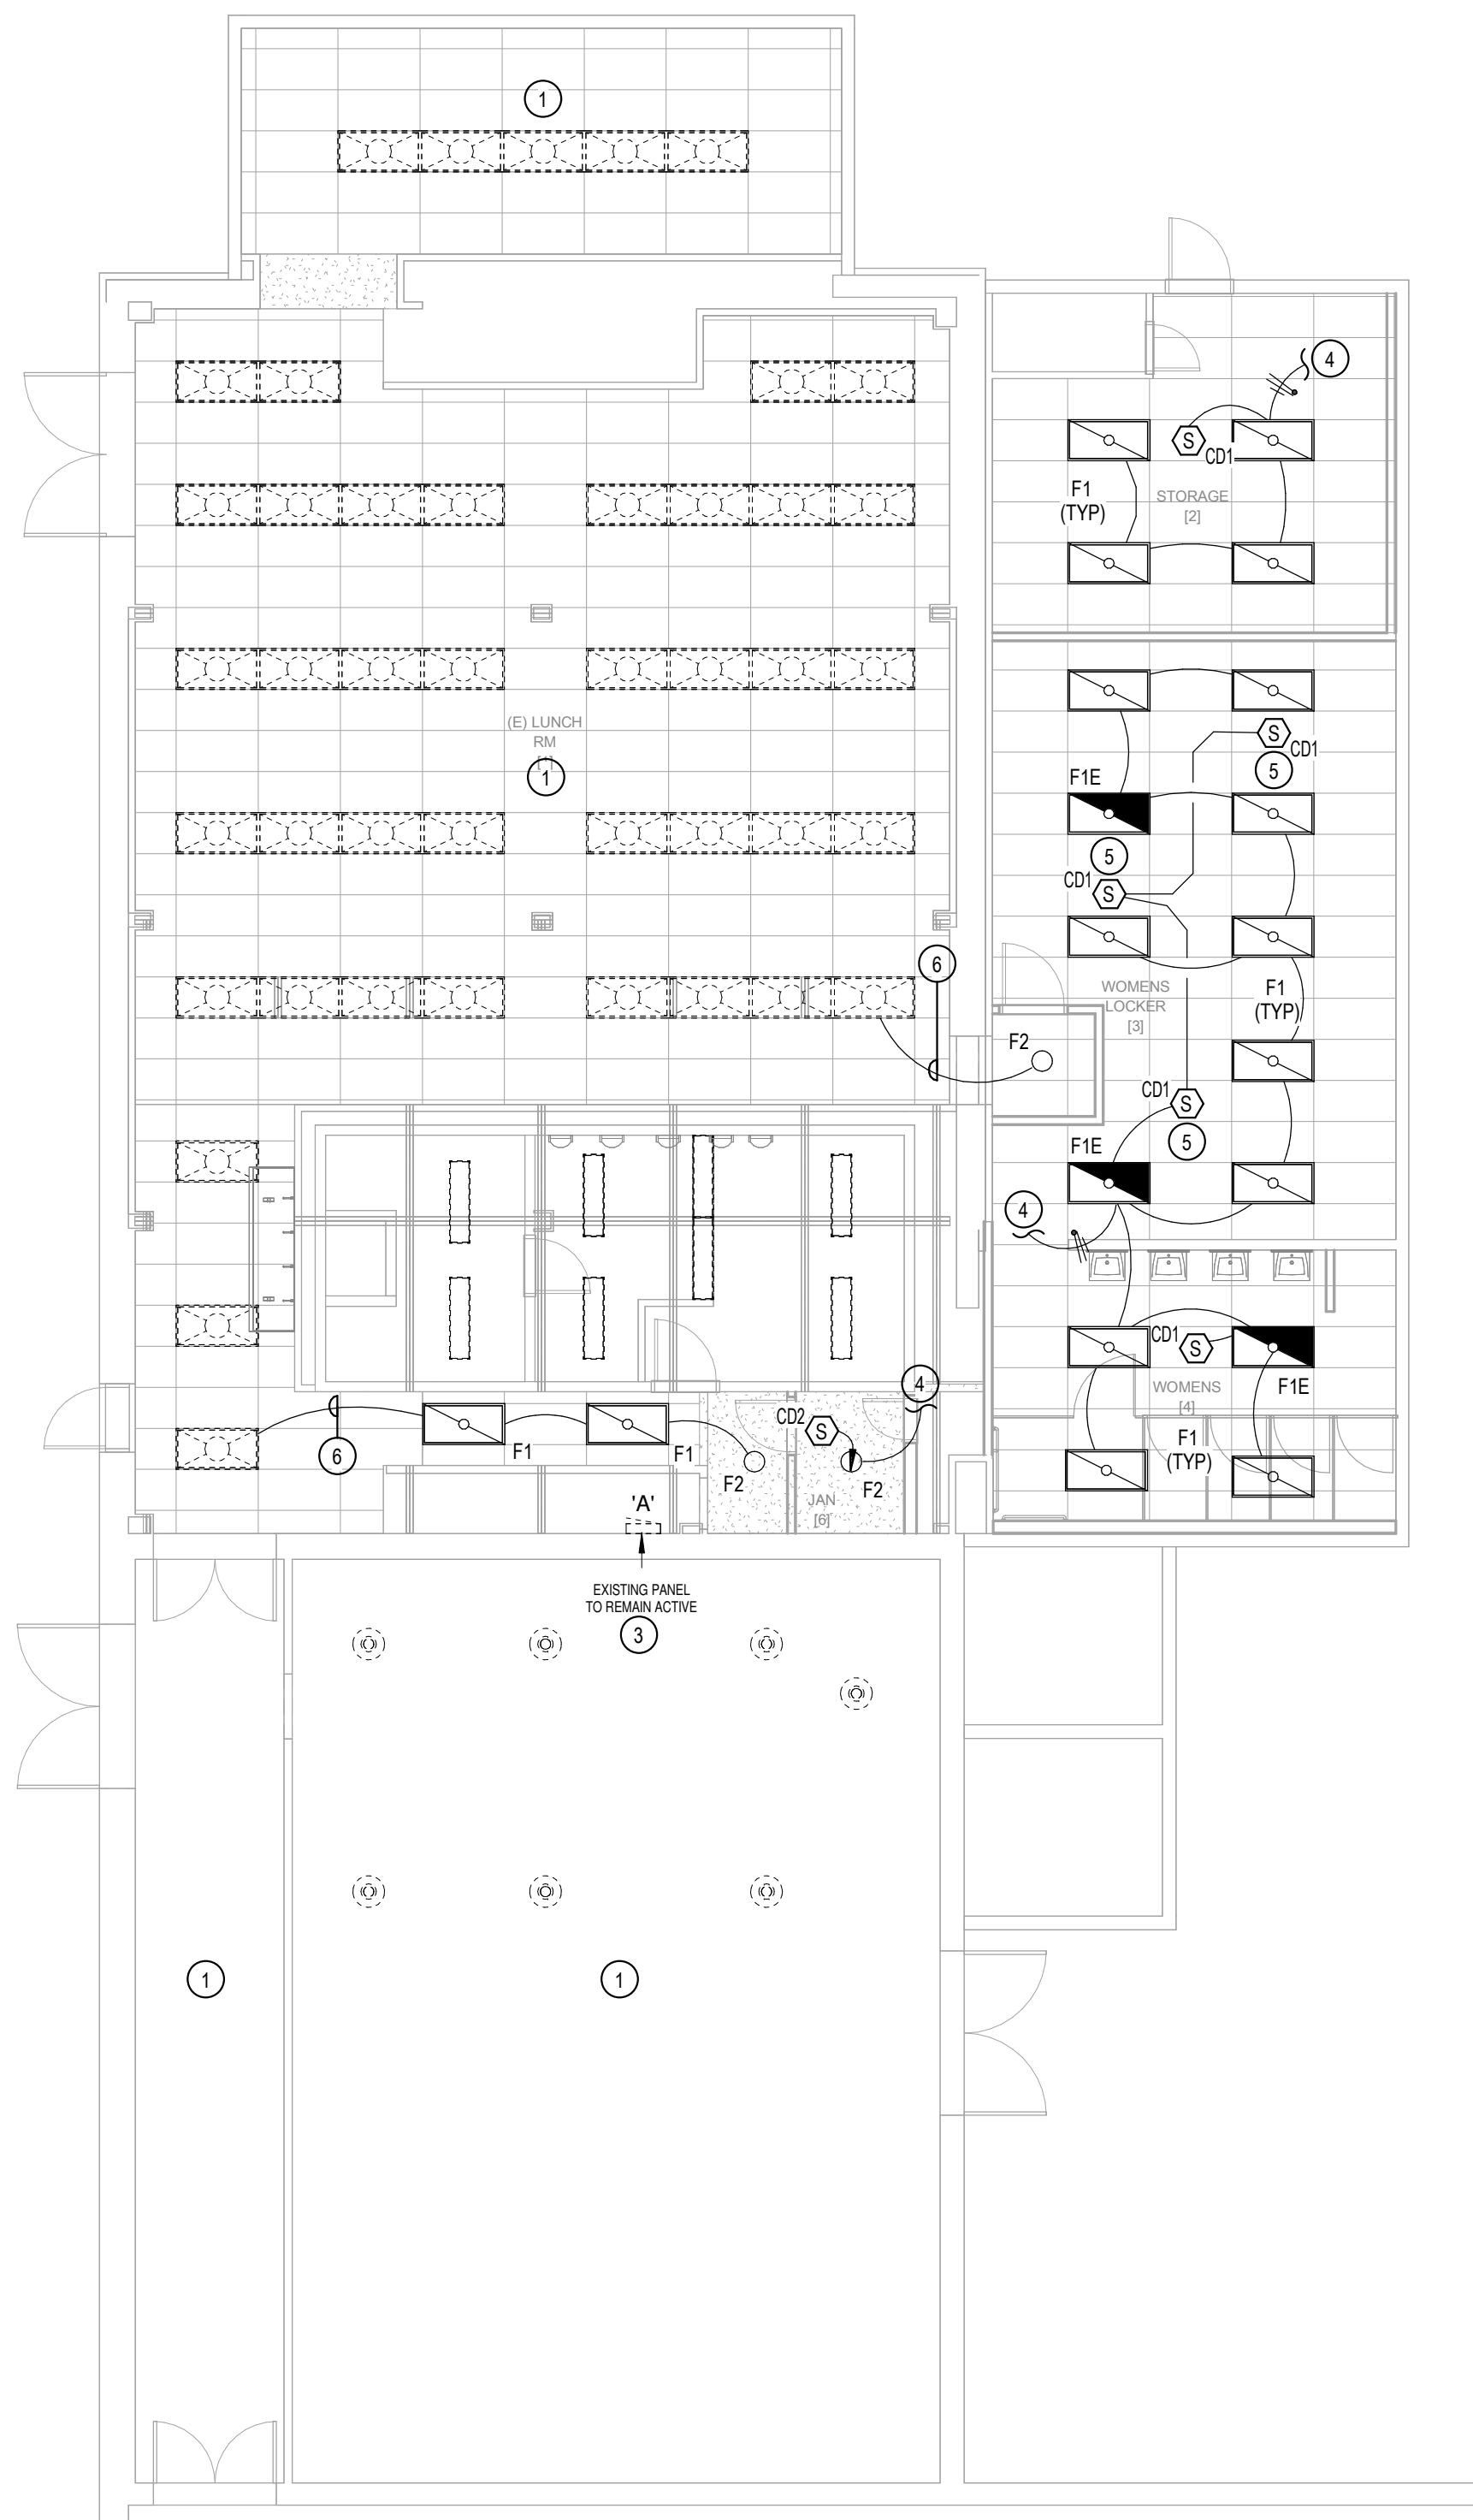 1
4
S
CD1
F1
(TYP)
STORAGE
[2]
(E) LUNCH
RM
1
S
CD1
5
F1E
5
CD1
S
6
WOMENS
LOCKER
[3]
F1
(TYP)
F2
CD1
S
5
F1E
4
CD1
S
F1E
WOMENS
[4]
F1
(TYP)
4
CD2
S
6
F1
F1
F2
F2
JAN
[6]
'A'
EXISTING PANEL
TO REMAIN ACTIVE
3
1
1